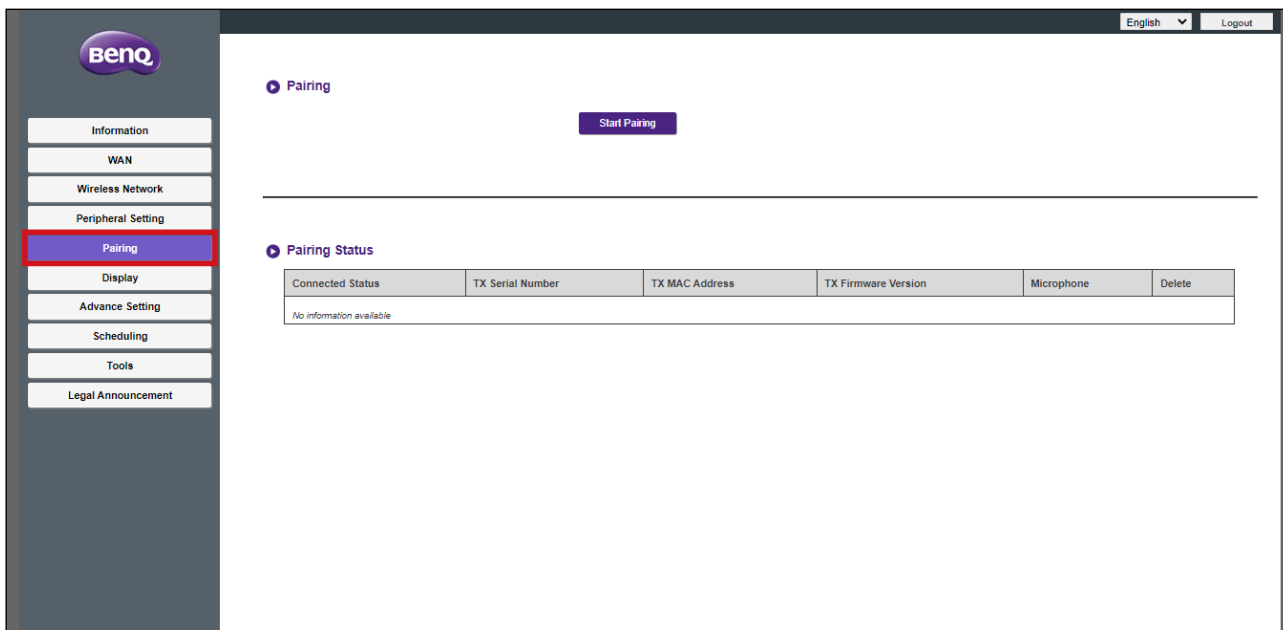 English Logout
BenQ
Pairing
Start Pairing
Information
WAN
Wireless Network
Peripheral Setting
Pairing
Display
Advance Setting
Scheduling
Tools
Legal Announcement
Pairing Status
Connected Status TX Serial Number TX MAC Address TX Firmware Version Microphone Delete
No information available